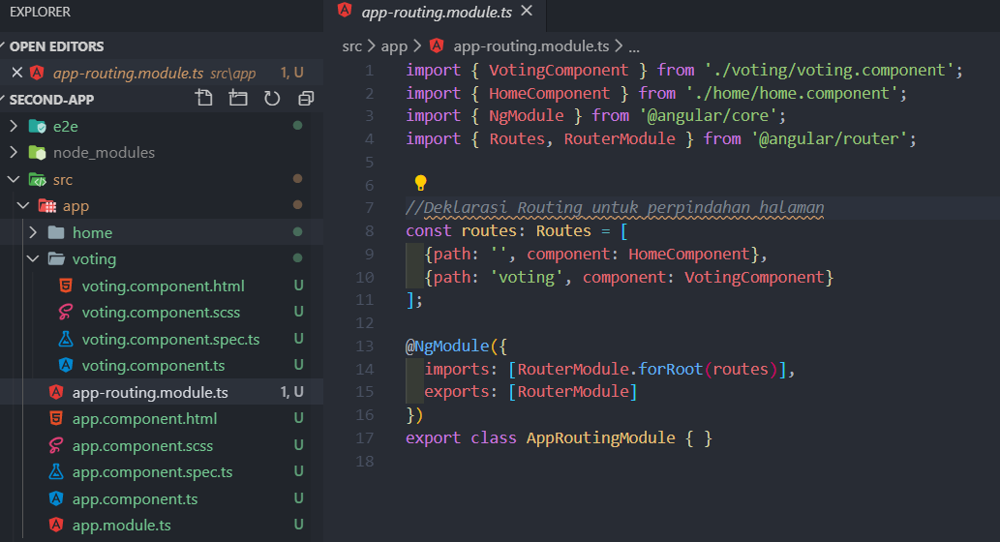 EXPLORER
OPEN EDITORS
app-routing.module.ts src\app 1, U
SECOND-APP
e2e
node_modules
src
app
home
voting
voting.component.html U
voting.component.scss U
voting.component.spec.ts U
voting.component.ts U
app-routing.module.ts 1, U
app.component.html U
app.component.scss U
app.component.spec.ts U
app.component.ts U
app.module.ts U
app-routing.module.ts
src > app > app-routing.module.ts > ...
1 import { VotingComponent } from './voting/voting.component';
2 import { HomeComponent } from './home/home.component';
3 import { NgModule } from '@angular/core';
4 import { Routes, RouterModule } from '@angular/router';
5
6
7 //Deklarasi Routing untuk perpindahan halaman
8 const routes: Routes = [
9 {path: '', component: HomeComponent},
10 {path: 'voting', component: VotingComponent}
11 ];
12
13 @NgModule({
14 imports: [RouterModule.forRoot(routes)],
15 exports: [RouterModule]
16 })
17 export class AppRoutingModule { }
18